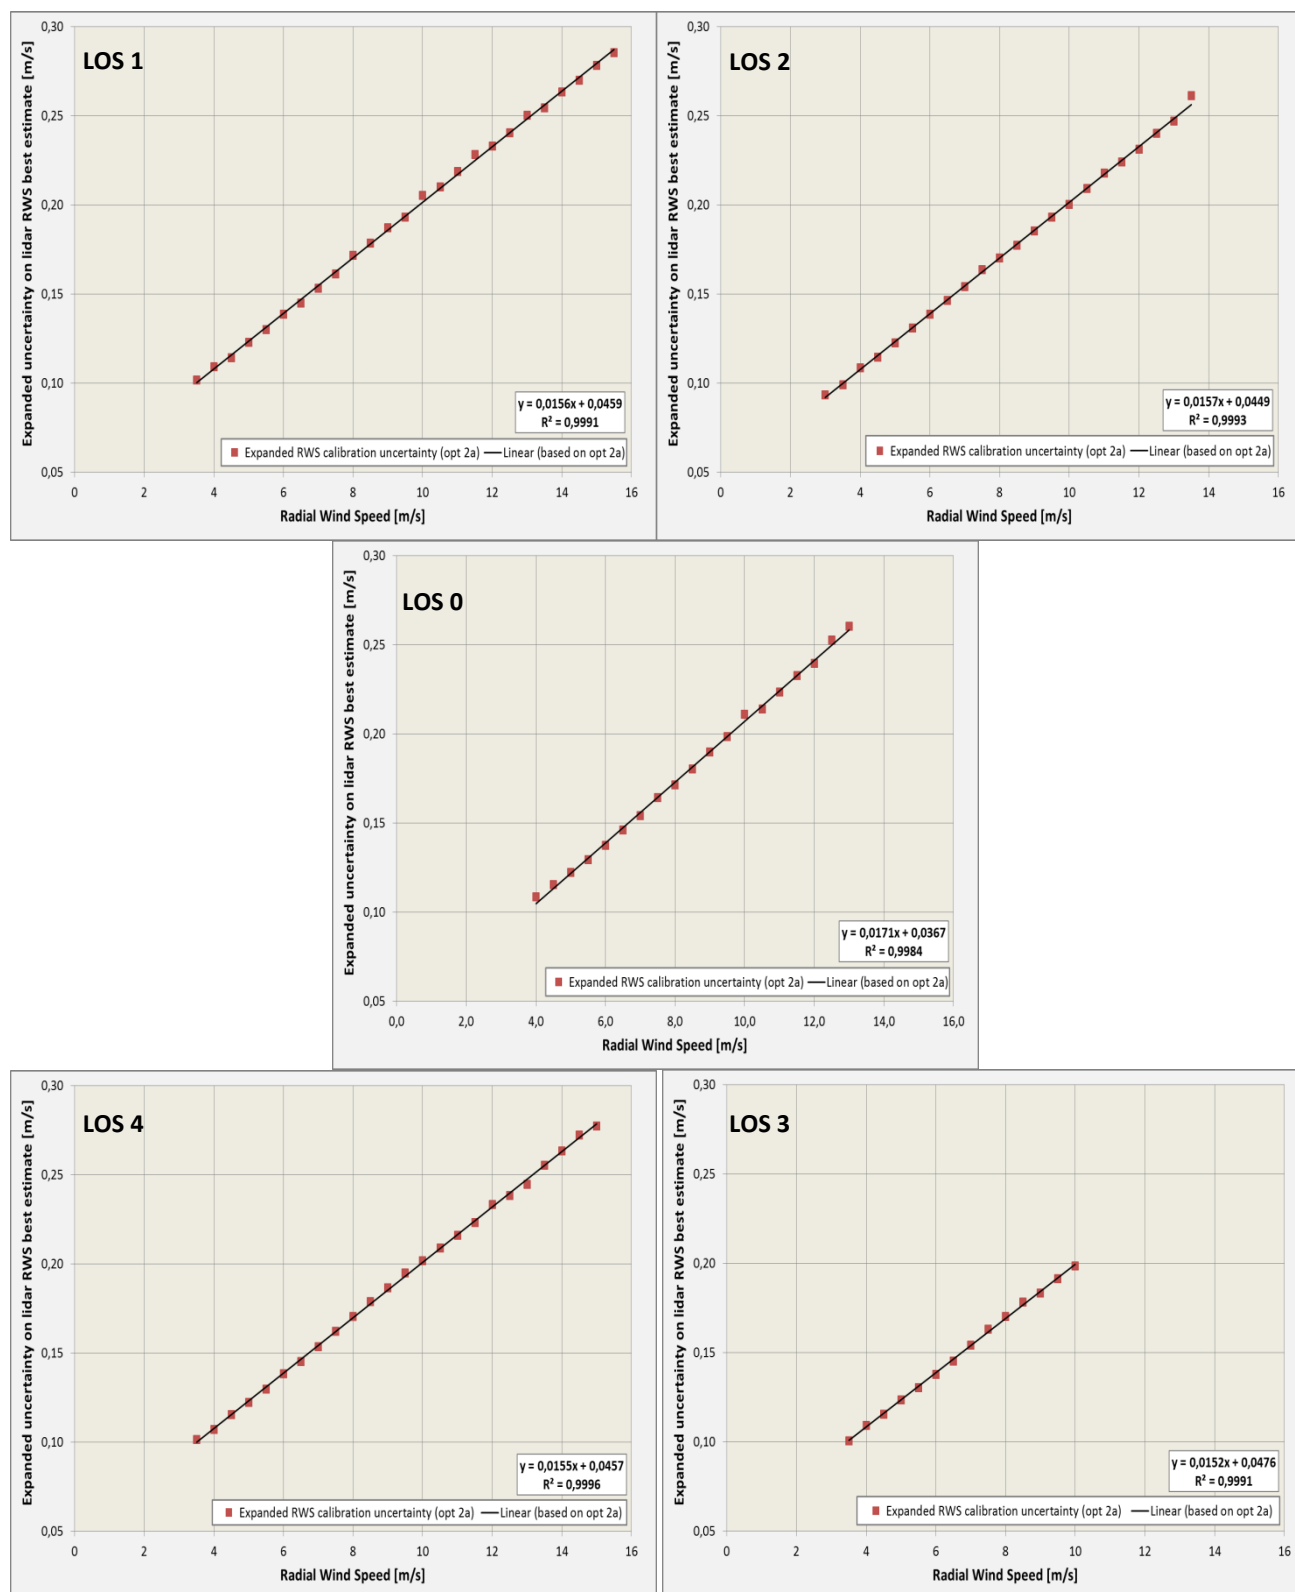 LOS 1
Expanded uncertainty on lidar RWS best estimate [m/s]
0,30
0,25
0,20
0,15
0,10
0,05
y = 0,0156x + 0,0459
R² = 0,9991
Expanded RWS calibration uncertainty (opt 2a) Linear (based on opt 2a)
0 2 4 6 8 10 12 14 16
Radial Wind Speed [m/s]
LOS 2
Expanded uncertainty on lidar RWS best estimate [m/s]
0,30
0,25
0,20
0,15
0,10
0,05
y = 0,0157x + 0,0449
R² = 0,9993
Expanded RWS calibration uncertainty (opt 2a) Linear (based on opt 2a)
0 2 4 6 8 10 12 14 16
Radial Wind Speed [m/s]
LOS 0
Expanded uncertainty on lidar RWS best estimate [m/s]
0,30
0,25
0,20
0,15
0,10
0,05
y = 0,0171x + 0,0367
R² = 0,9984
Expanded RWS calibration uncertainty (opt 2a) Linear (based on opt 2a)
0,0 2,0 4,0 6,0 8,0 10,0 12,0 14,0 16,0
Radial Wind Speed [m/s]
LOS 4
Expanded uncertainty on lidar RWS best estimate [m/s]
0,30
0,25
0,20
0,15
0,10
0,05
y = 0,0155x + 0,0457
R² = 0,9996
Expanded RWS calibration uncertainty (opt 2a) Linear (based on opt 2a)
0 2 4 6 8 10 12 14 16
Radial Wind Speed [m/s]
LOS 3
Expanded uncertainty on lidar RWS best estimate [m/s]
0,30
0,25
0,20
0,15
0,10
0,05
y = 0,0152x + 0,0476
R² = 0,9991
Expanded RWS calibration uncertainty (opt 2a) Linear (based on opt 2a)
0 2 4 6 8 10 12 14 16
Radial Wind Speed [m/s]